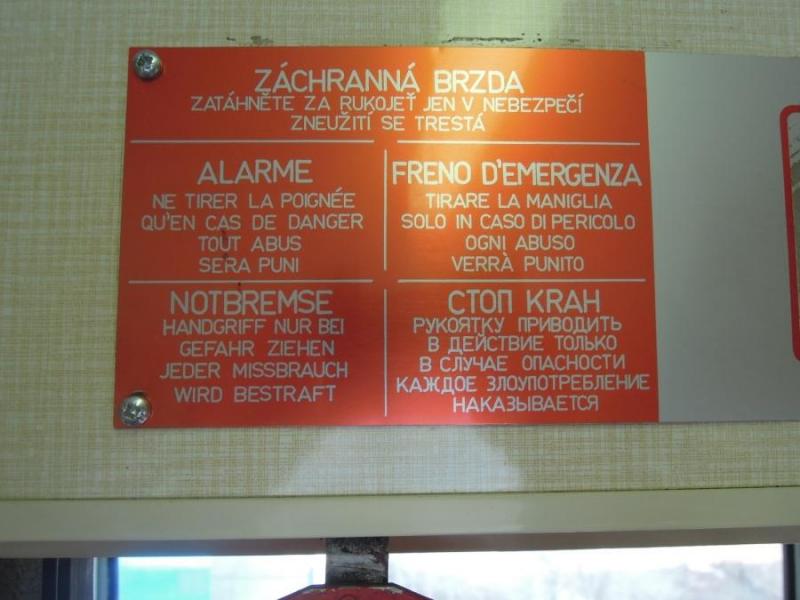 ZÁCHRANNÁ BRZDA
ZATÁHNĚTE ZA RUKOJEŤ JEN V NEBEZPEČÍ
ZNEUŽITÍ SE TRESTÁ
ALARME
NE TIRER LA POIGNÉE
QU'EN CAS DE DANGER
TOUT ABUS
SERA PUNI
FRENO D'EMERGENZA
TIRARE LA MANIGLIA
SOLO IN CASO DI PERICOLO
OGNI ABUSO
VERRÀ PUNITO
NOTBREMSE
HANDGRIFF NUR BEI
GEFAHR ZIEHEN
JEDER MISSBRAUCH
WIRD BESTRAFT
СТОП КRАН
РУКОЯТКУ ПРИВОДИТЬ
В ДЕЙСТВИЕ ТОЛЬКО
В СЛУЧАЕ ОПАСНОСТИ
КАЖДОЕ ЗЛОУПОТРЕБЛЕНИЕ
НАКАЗЫВАЕТСЯ